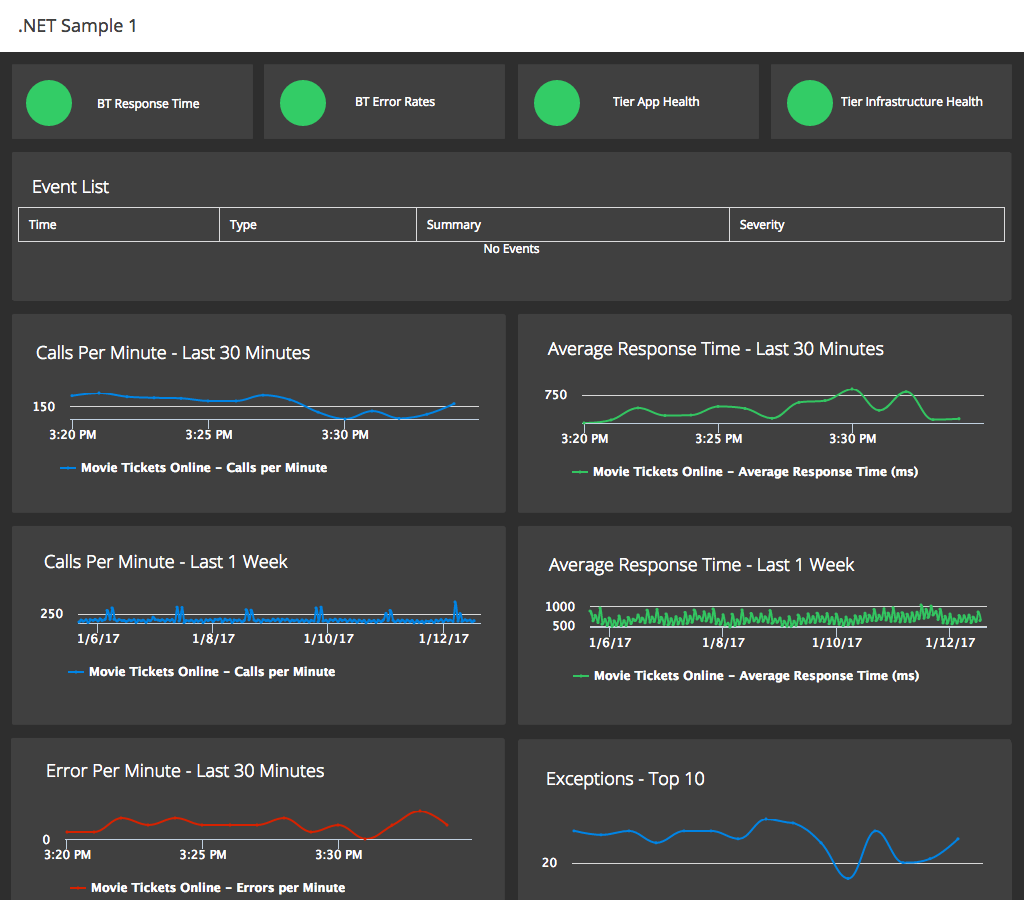 .NET Sample 1
BT Response Time
BT Error Rates
Tier App Health
Tier Infrastructure Health
Event List
Time Type Summary Severity
No Events
Calls Per Minute - Last 30 Minutes
150
3:20 PM 3:25 PM 3:30 PM
Movie Tickets Online – Calls per Minute
Average Response Time - Last 30 Minutes
750
3:20 PM 3:25 PM 3:30 PM
Movie Tickets Online – Average Response Time (ms)
Calls Per Minute - Last 1 Week
250
1/6/17 1/8/17 1/10/17 1/12/17
Movie Tickets Online – Calls per Minute
Average Response Time - Last 1 Week
1000
500
1/6/17 1/8/17 1/10/17 1/12/17
Movie Tickets Online – Average Response Time (ms)
Error Per Minute - Last 30 Minutes
0
3:20 PM 3:25 PM 3:30 PM
Movie Tickets Online – Errors per Minute
Exceptions - Top 10
20